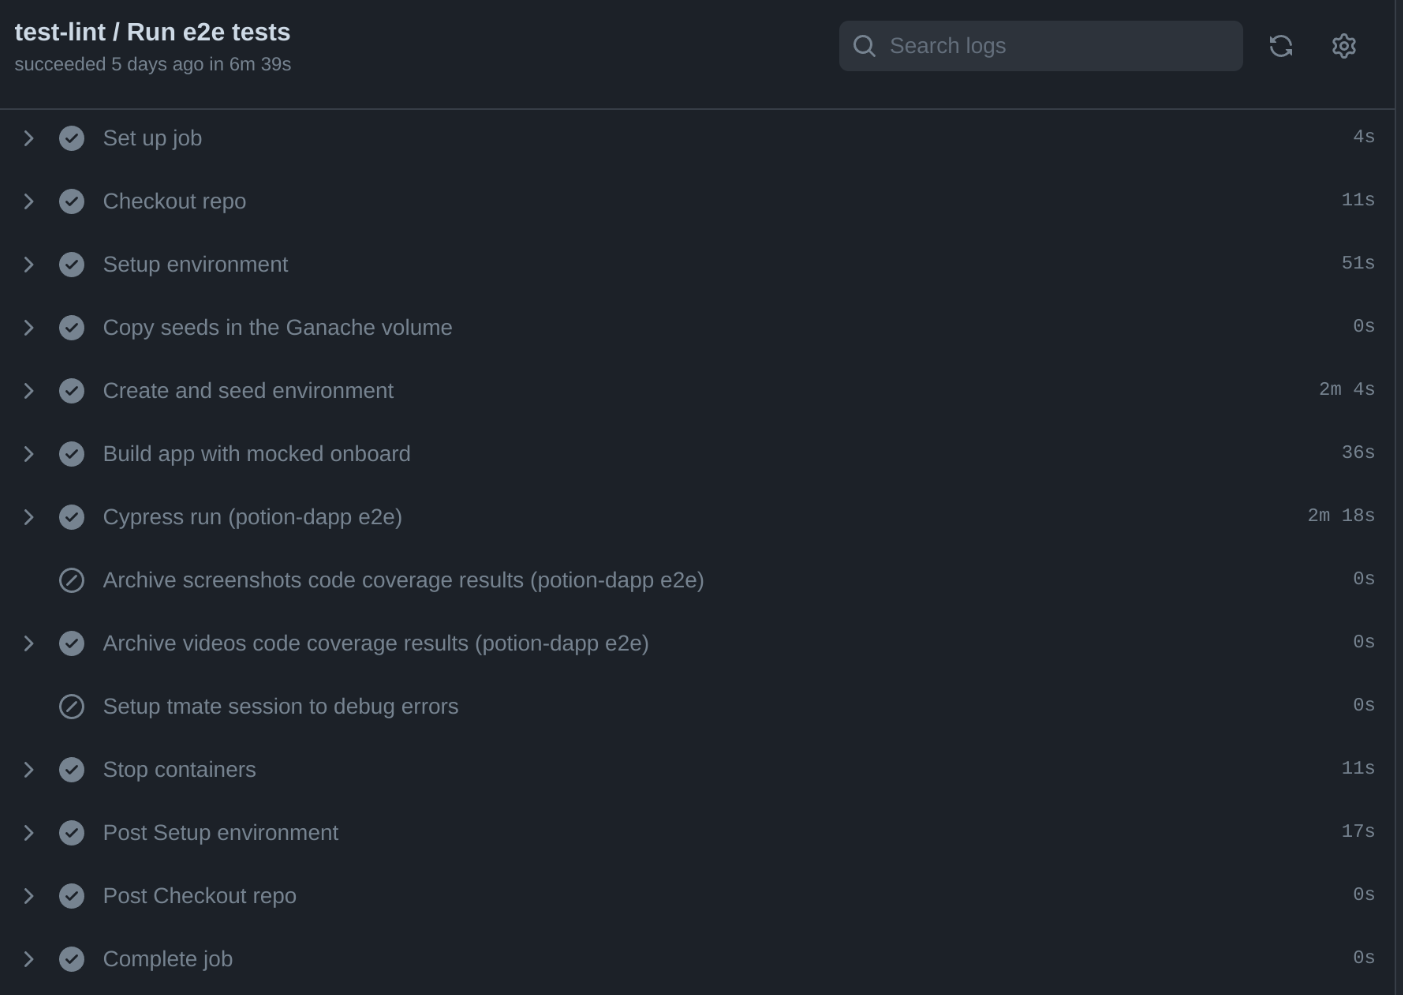 test-lint / Run e2e tests
succeeded 5 days ago in 6m 39s
Search logs
Set up job 4s
Checkout repo 11s
Setup environment 51s
Copy seeds in the Ganache volume 0s
Create and seed environment 2m 4s
Build app with mocked onboard 36s
Cypress run (potion-dapp e2e) 2m 18s
Archive screenshots code coverage results (potion-dapp e2e) 0s
Archive videos code coverage results (potion-dapp e2e) 0s
Setup tmate session to debug errors 0s
Stop containers 11s
Post Setup environment 17s
Post Checkout repo 0s
Complete job 0s